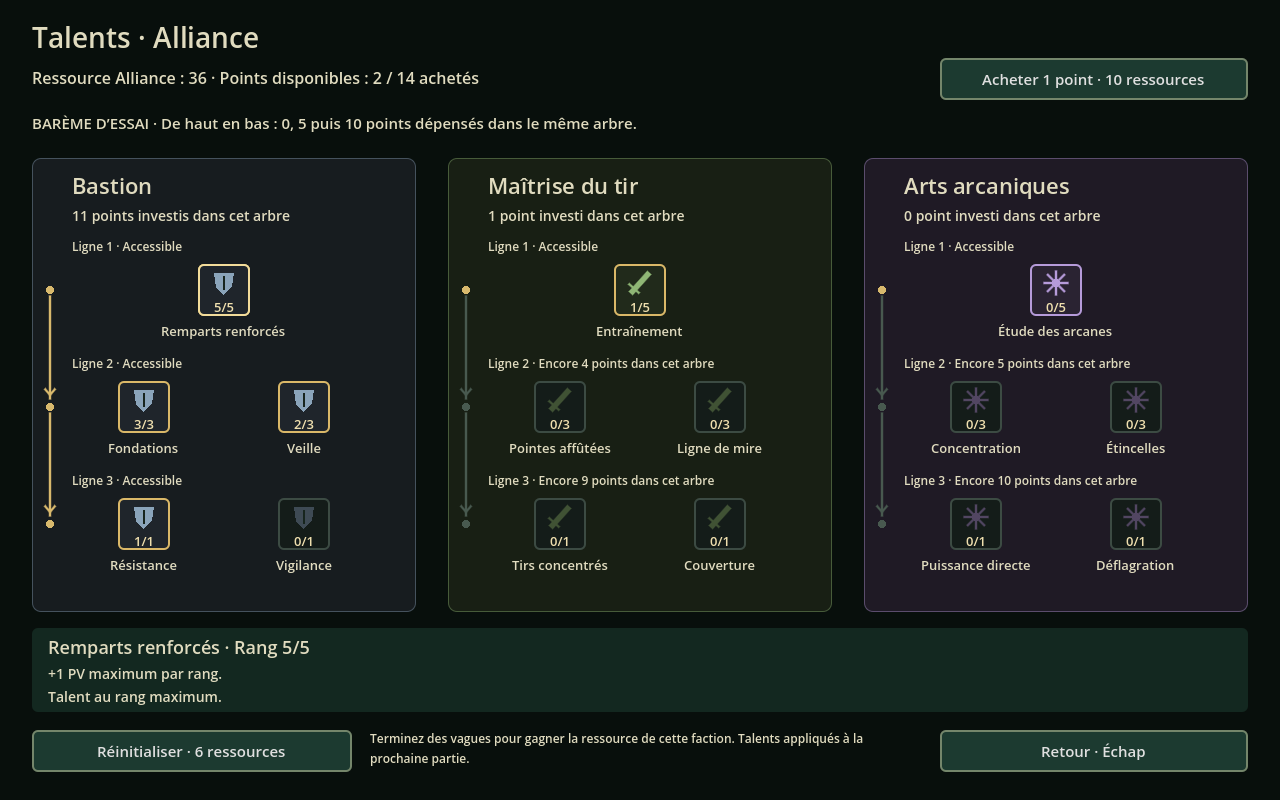 Talents · Alliance
Ressource Alliance : 36 · Points disponibles : 2 / 14 achetés
Acheter 1 point · 10 ressources
BARÈME D’ESSAI · De haut en bas : 0, 5 puis 10 points dépensés dans le même arbre.
Bastion
11 points investis dans cet arbre
Ligne 1 · Accessible
5/5
Remparts renforcés
Ligne 2 · Accessible
3/3
2/3
Fondations
Veille
Ligne 3 · Accessible
1/1
0/1
Résistance
Vigilance
Maîtrise du tir
1 point investi dans cet arbre
Ligne 1 · Accessible
1/5
Entraînement
Ligne 2 · Encore 4 points dans cet arbre
0/3
0/3
Pointes affûtées
Ligne de mire
Ligne 3 · Encore 9 points dans cet arbre
0/1
0/1
Tirs concentrés
Couverture
Arts arcaniques
0 point investi dans cet arbre
Ligne 1 · Accessible
0/5
Étude des arcanes
Ligne 2 · Encore 5 points dans cet arbre
0/3
0/3
Concentration
Étincelles
Ligne 3 · Encore 10 points dans cet arbre
0/1
0/1
Puissance directe
Déflagration
Remparts renforcés · Rang 5/5
+1 PV maximum par rang.
Talent au rang maximum.
Réinitialiser · 6 ressources
Terminez des vagues pour gagner la ressource de cette faction. Talents appliqués à la
prochaine partie.
Retour · Échap